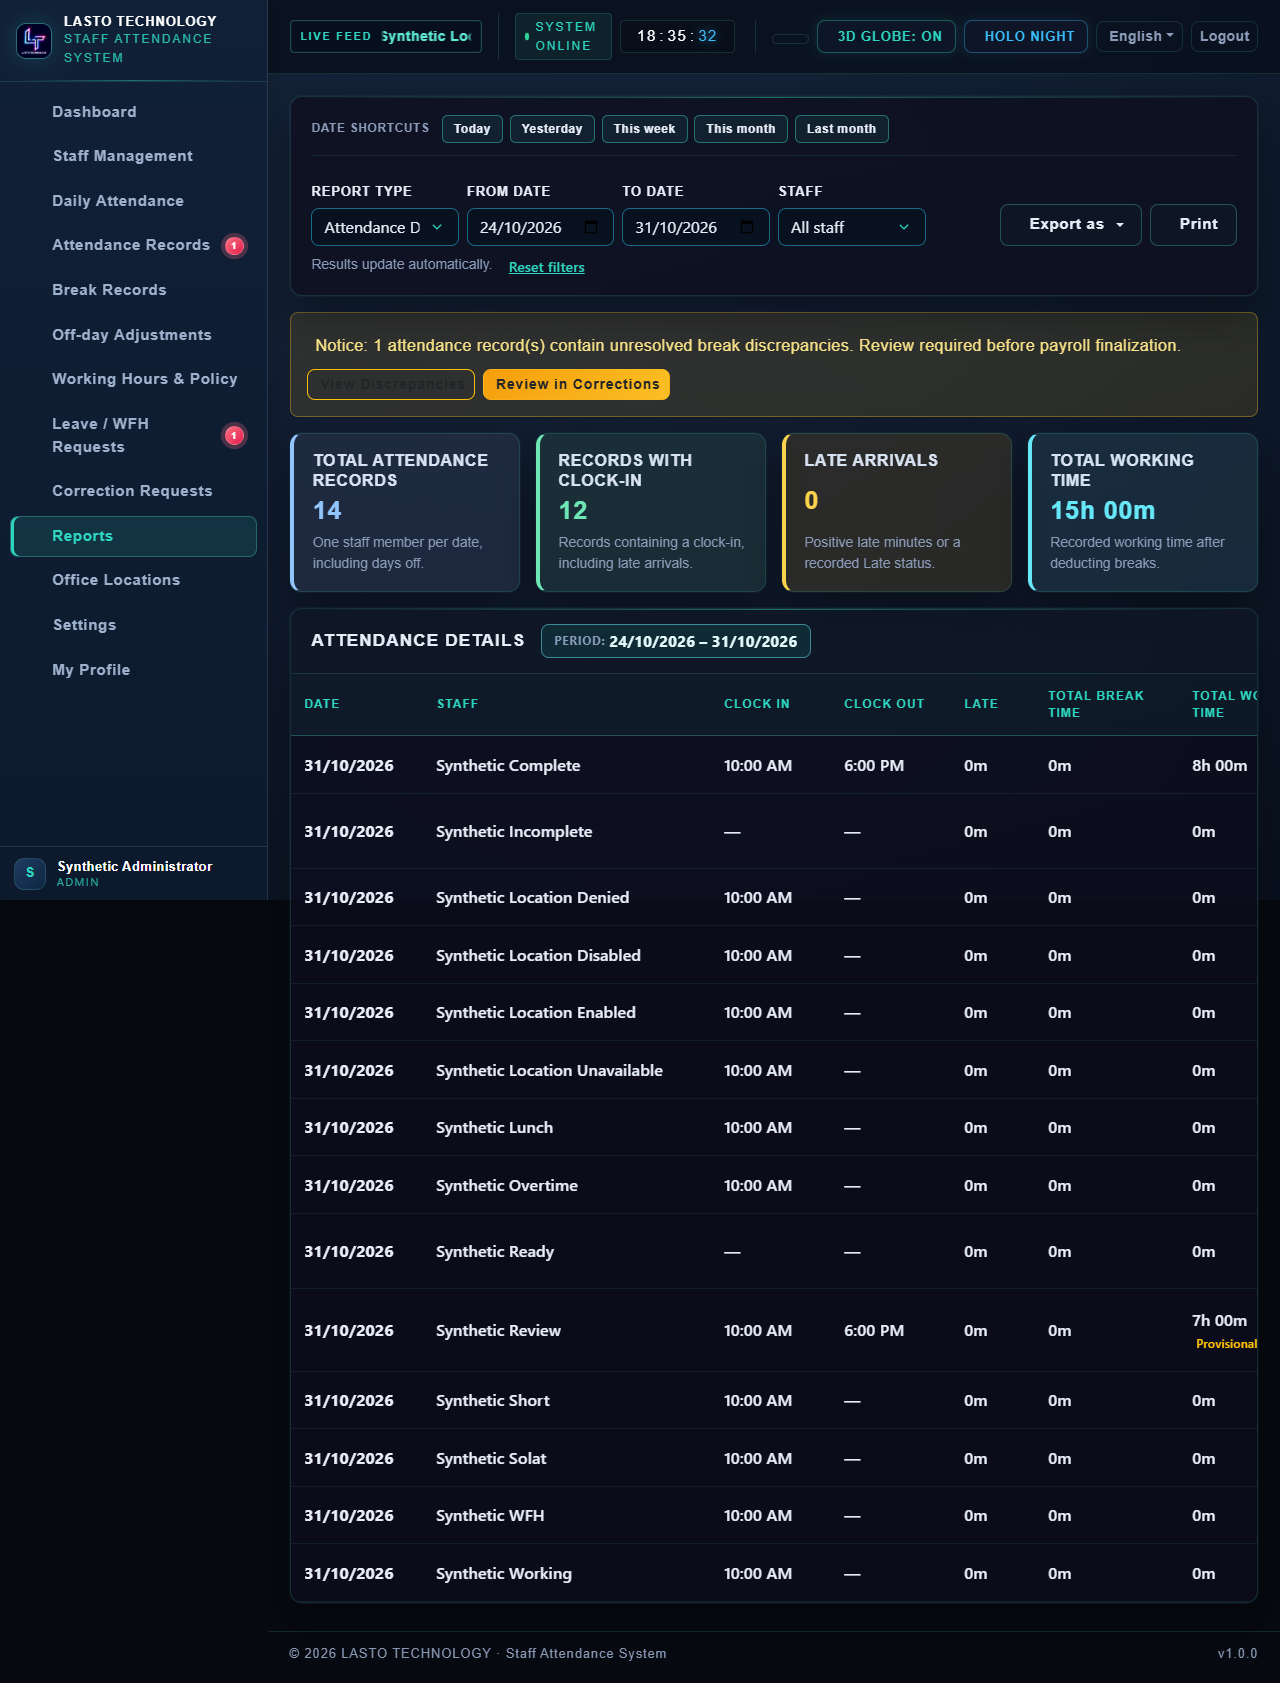 LASTO TECHNOLOGY
STAFF ATTENDANCE
SYSTEM
LIVE FEED
Synthetic Lo
SYSTEM
ONLINE
18:35:32
3D GLOBE: ON
HOLO NIGHT
English
Logout
Dashboard
Staff Management
Daily Attendance
Attendance Records 1
Break Records
Off-day Adjustments
Working Hours & Policy
Leave / WFH
Requests 1
Correction Requests
Reports
Office Locations
Settings
My Profile
S
Synthetic Administrator
ADMIN
DATE SHORTCUTS Today Yesterday This week This month Last month
REPORT TYPE FROM DATE TO DATE STAFF
Attendance D 24/10/2026 31/10/2026 All staff Export as Print
Results update automatically. Reset filters
Notice: 1 attendance record(s) contain unresolved break discrepancies. Review required before payroll finalization.
View Discrepancies Review in Corrections
TOTAL ATTENDANCE
RECORDS
14
One staff member per date,
including days off.
RECORDS WITH
CLOCK-IN
12
Records containing a clock-in,
including late arrivals.
LATE ARRIVALS
0
Positive late minutes or a
recorded Late status.
TOTAL WORKING
TIME
15h 00m
Recorded working time after
deducting breaks.
ATTENDANCE DETAILS PERIOD: 24/10/2026 – 31/10/2026
DATE STAFF CLOCK IN CLOCK OUT LATE TOTAL BREAK TIME TOTAL WO TIME
31/10/2026 Synthetic Complete 10:00 AM 6:00 PM 0m 0m 8h 00m
31/10/2026 Synthetic Incomplete — — 0m 0m 0m
31/10/2026 Synthetic Location Denied 10:00 AM — 0m 0m 0m
31/10/2026 Synthetic Location Disabled 10:00 AM — 0m 0m 0m
31/10/2026 Synthetic Location Enabled 10:00 AM — 0m 0m 0m
31/10/2026 Synthetic Location Unavailable 10:00 AM — 0m 0m 0m
31/10/2026 Synthetic Lunch 10:00 AM — 0m 0m 0m
31/10/2026 Synthetic Overtime 10:00 AM — 0m 0m 0m
31/10/2026 Synthetic Ready — — 0m 0m 0m
31/10/2026 Synthetic Review 10:00 AM 6:00 PM 0m 0m 7h 00m
Provisional
31/10/2026 Synthetic Short 10:00 AM — 0m 0m 0m
31/10/2026 Synthetic Solat 10:00 AM — 0m 0m 0m
31/10/2026 Synthetic WFH 10:00 AM — 0m 0m 0m
31/10/2026 Synthetic Working 10:00 AM — 0m 0m 0m
© 2026 LASTO TECHNOLOGY · Staff Attendance System
v1.0.0